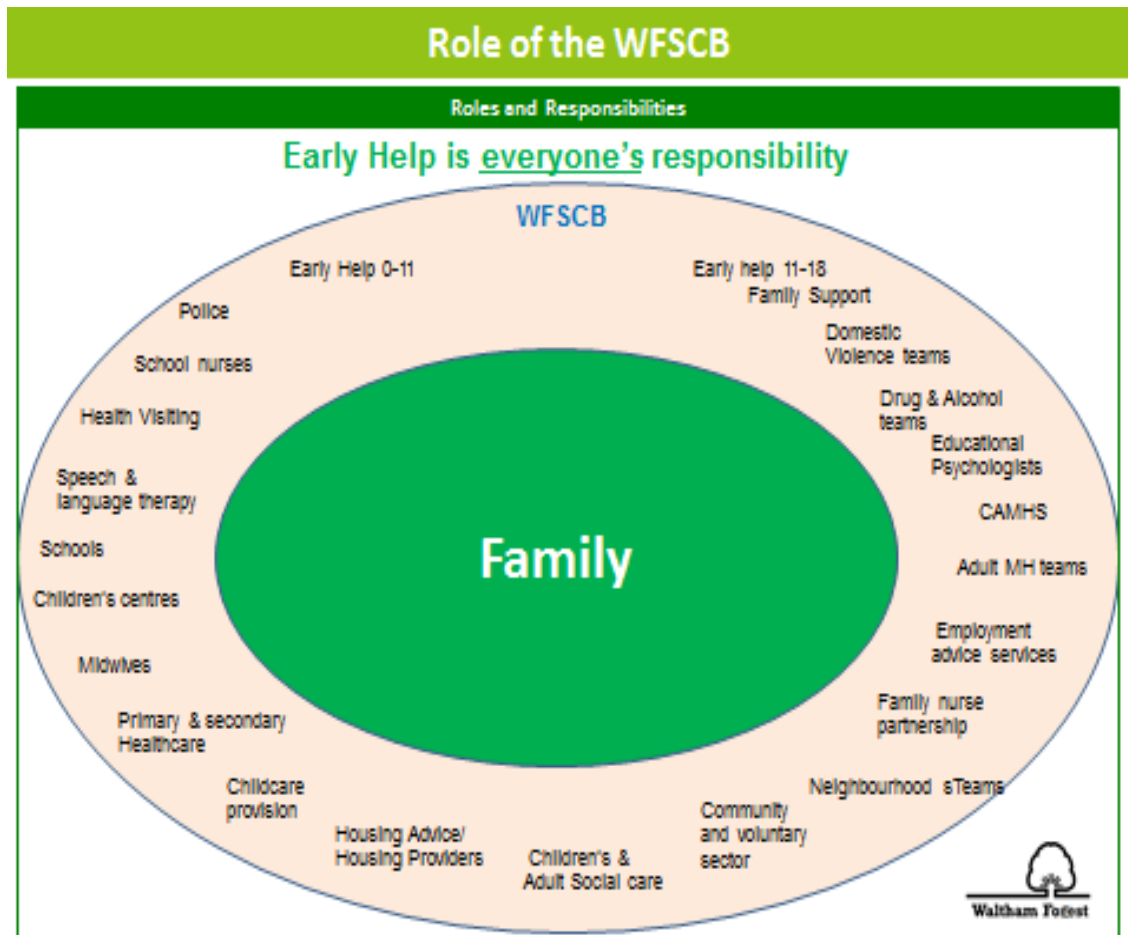 Role of the WFSCB
Roles and Responsibilities
Early Help is everyone's responsibility
WFSCB
Early Help 0-11
Early help 11-18
Family Support
Police
Domestic
Violence teams
School nurses
Drug & Alcohol
teams
Health Visiting
Educational
Psychologists
Speech &
language therapy
CAMHS
Schools
Family
Adult MH teams
Children's centres
Employment
advice services
Midwives
Family nurse
partnership
Primary & secondary
Healthcare
Childcare
provision
Neighbourhood sTeams
Community
and voluntary
sector
Housing Advice/
Housing Providers
Children's &
Adult Social care
Waltham Forest